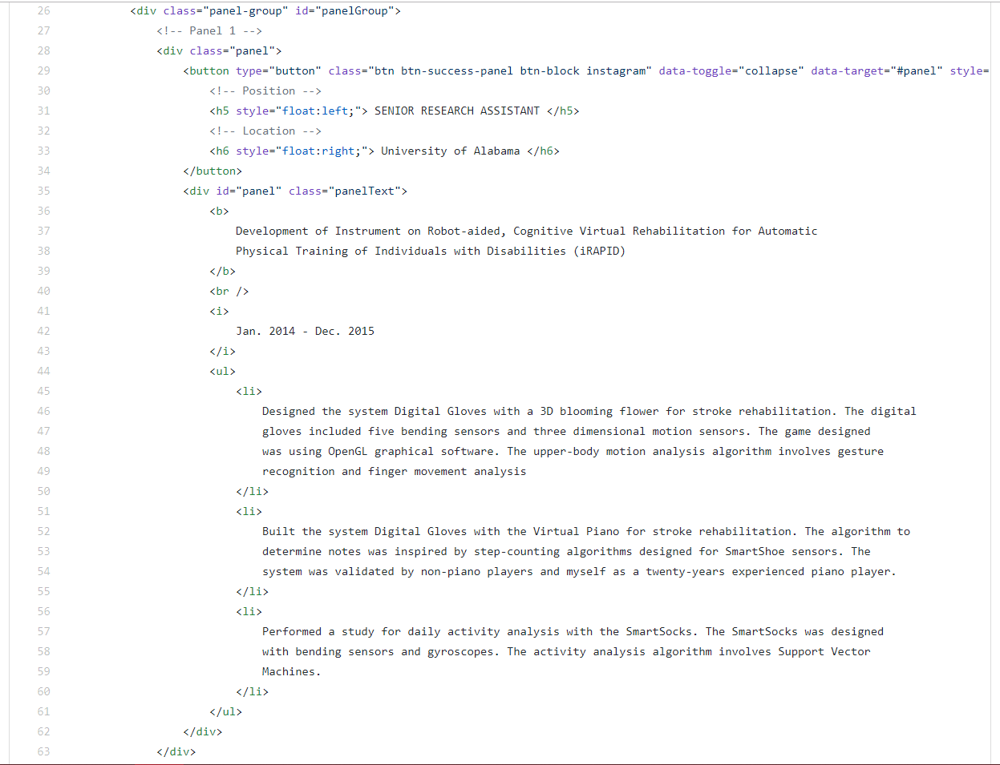 26 <div class="panel-group" id="panelGroup">
27 <!-- Panel 1 -->
28 <div class="panel">
29 <button type="button" class="btn btn-success-panel btn-block instagram" data-toggle="collapse" data-target="#panel" style=
30 <!-- Position -->
31 <h5 style="float:left;"> SENIOR RESEARCH ASSISTANT </h5>
32 <!-- Location -->
33 <h6 style="float:right;"> University of Alabama </h6>
34 </button>
35 <div id="panel" class="panelText">
36 <b>
37 Development of Instrument on Robot-aided, Cognitive Virtual Rehabilitation for Automatic
38 Physical Training of Individuals with Disabilities (iRAPID)
39 </b>
40 <br />
41 <i>
42 Jan. 2014 - Dec. 2015
43 </i>
44 <ul>
45 <li>
46 Designed the system Digital Gloves with a 3D blooming flower for stroke rehabilitation. The digital
47 gloves included five bending sensors and three dimensional motion sensors. The game designed
48 was using OpenGL graphical software. The upper-body motion analysis algorithm involves gesture
49 recognition and finger movement analysis
50 </li>
51 <li>
52 Built the system Digital Gloves with the Virtual Piano for stroke rehabilitation. The algorithm to
53 determine notes was inspired by step-counting algorithms designed for SmartShoe sensors. The
54 system was validated by non-piano players and myself as a twenty-years experienced piano player.
55 </li>
56 <li>
57 Performed a study for daily activity analysis with the SmartSocks. The SmartSocks was designed
58 with bending sensors and gyroscopes. The activity analysis algorithm involves Support Vector
59 Machines.
60 </li>
61 </ul>
62 </div>
63 </div>